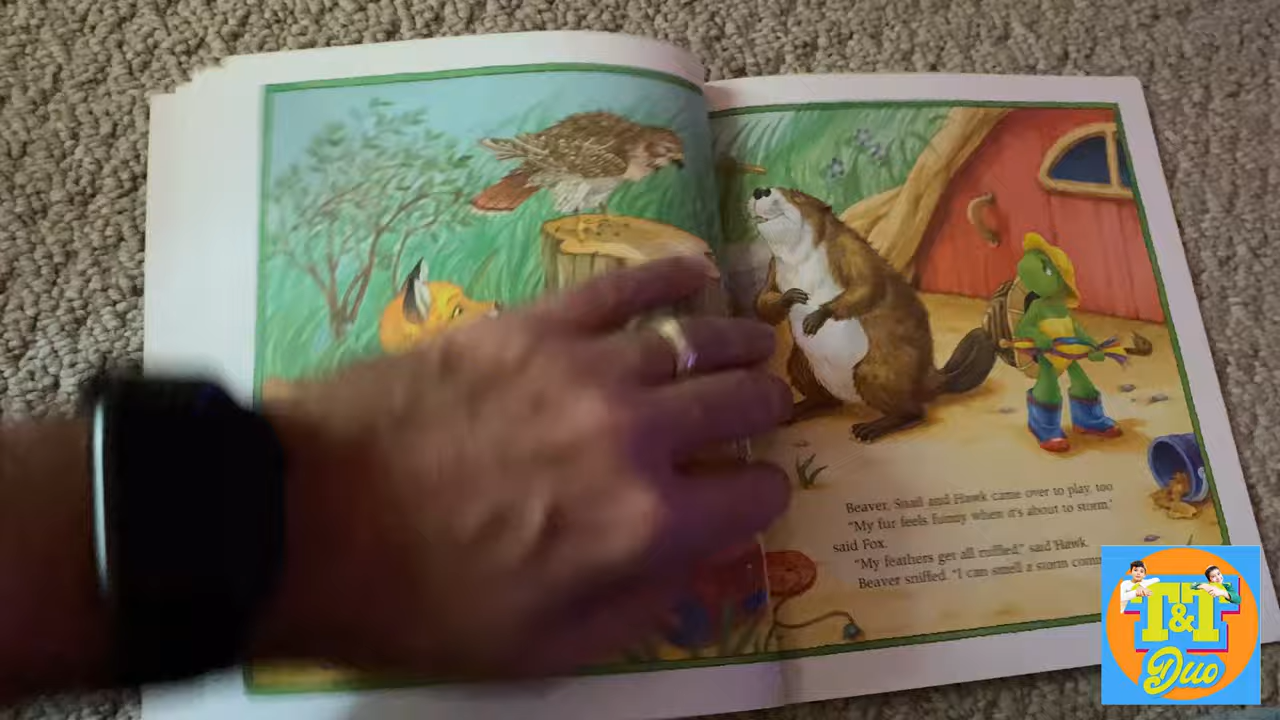 Beaver, Snail and Hawk came over to play, too
"My fur feels funny when it's about to storm,"
said Fox.
"My feathers get all ruffled," said Hawk.
Beaver sniffed. "I can smell a storm
T&T
Duo